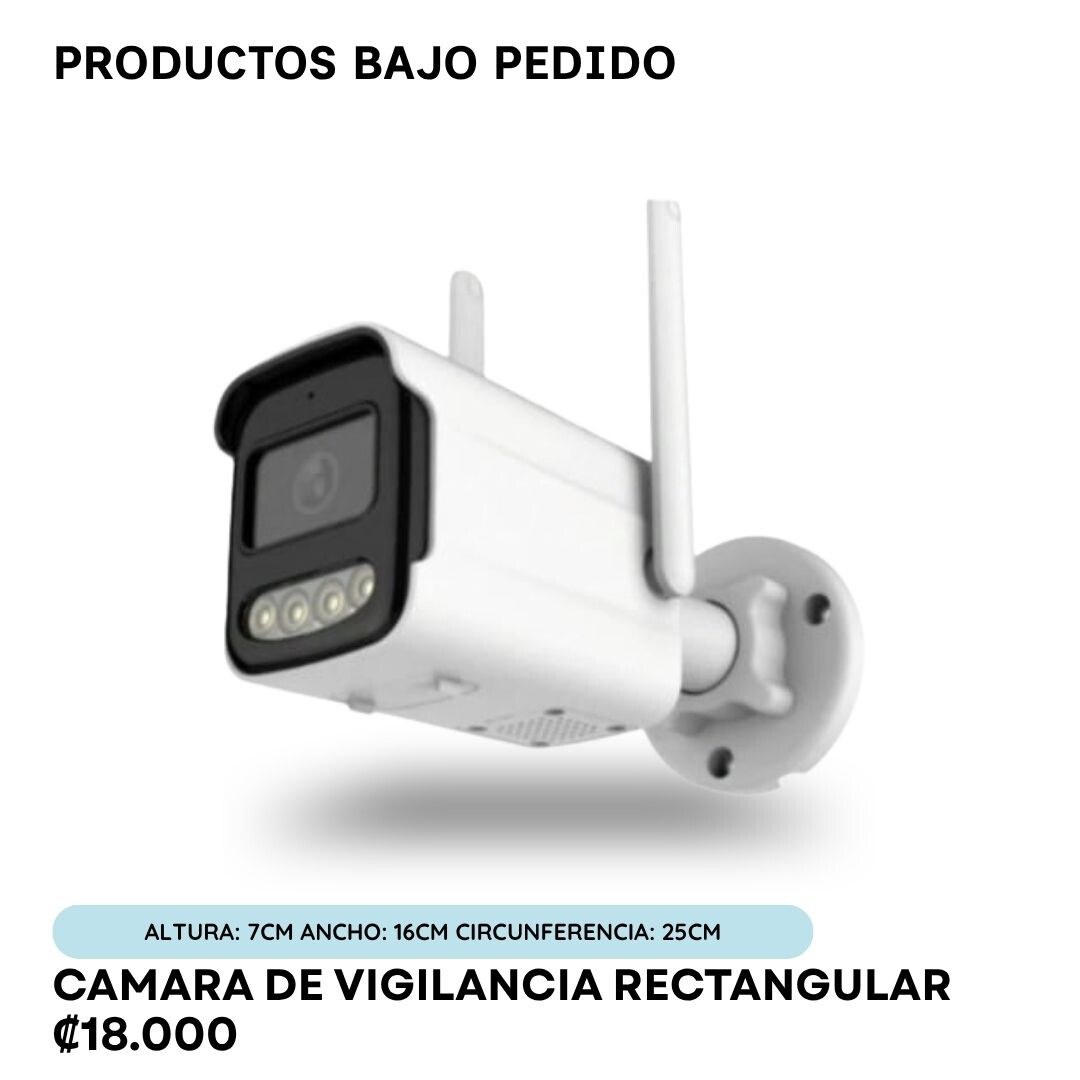 PRODUCTOS BAJO PEDIDO
ALTURA: 7CM ANCHO: 16CM CIRCUNFERENCIA: 25CM
CAMARA DE VIGILANCIA RECTANGULAR
₡18.000